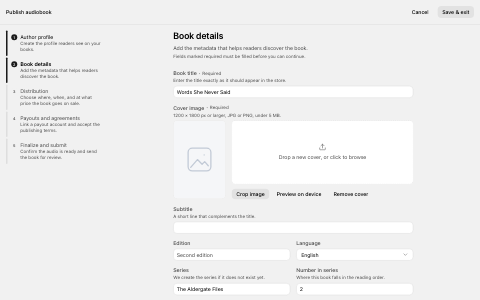 Publish audiobook
Cancel
Save & exit
1 Author profile
Create the profile readers see on your
books.
2 Book details
Add the metadata that helps readers
discover the book.
3 Distribution
Choose where, when, and at what
price the book goes on sale.
4 Payouts and agreements
Link a payout account and accept the
publishing terms.
5 Finalize and submit
Confirm the audio is ready and send
the book for review.
Book details
Add the metadata that helps readers discover the book.
Fields marked required must be filled before you can continue.
Book title · Required
Enter the title exactly as it should appear in the store.
Words She Never Said
Cover image · Required
1200 x 1800 px or larger, JPG or PNG, under 5 MB.
Drop a new cover, or click to browse
Crop image
Preview on device
Remove cover
Subtitle
A short line that complements the title.
Edition
Language
Second edition
English
Series
Number in series
We create the series if it does not exist yet.
Where this book falls in the reading order.
The Aldergate Files
2